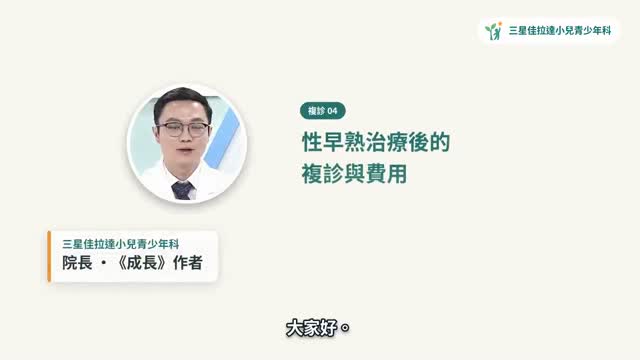 三星佳拉達小兒青少年科
複診 04
性早熟治療後的
複診與費用
三星佳拉達小兒青少年科
院長·《成長》作者
大家好。